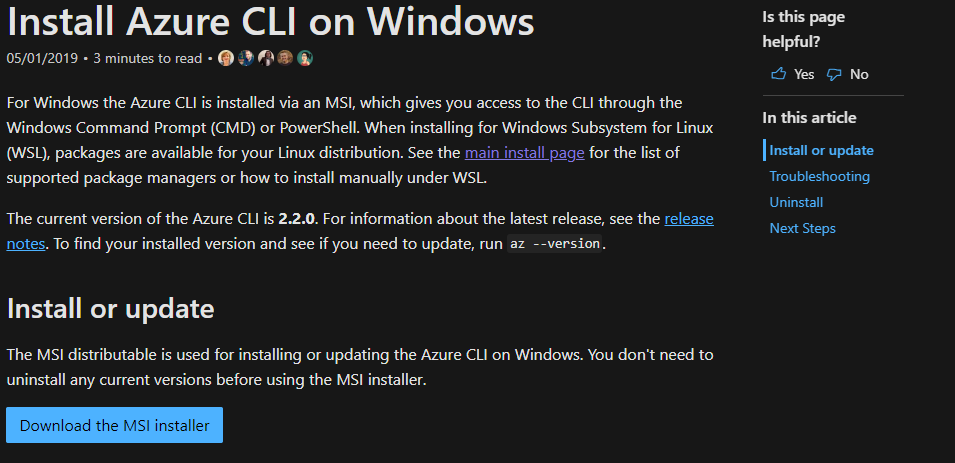 Install Azure CLI on Windows
05/01/2019 • 3 minutes to read •
For Windows the Azure CLI is installed via an MSI, which gives you access to the CLI through the
Windows Command Prompt (CMD) or PowerShell. When installing for Windows Subsystem for Linux
(WSL), packages are available for your Linux distribution. See the main install page for the list of
supported package managers or how to install manually under WSL.
The current version of the Azure CLI is 2.2.0. For information about the latest release, see the release
notes. To find your installed version and see if you need to update, run az --version.
Install or update
The MSI distributable is used for installing or updating the Azure CLI on Windows. You don't need to
uninstall any current versions before using the MSI installer.
Download the MSI installer
Is this page
helpful?
Yes No
In this article
Install or update
Troubleshooting
Uninstall
Next Steps